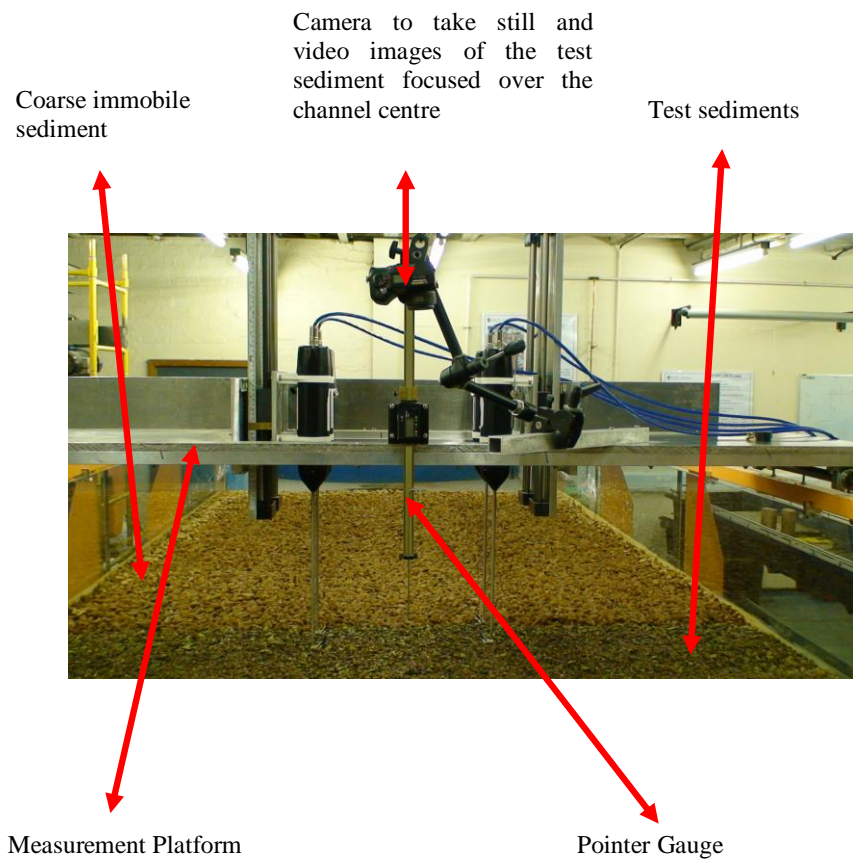 Camera to take still and
video images of the test
sediment focused over the
channel centre
Coarse immobile
sediment
Test sediments
Measurement Platform
Pointer Gauge